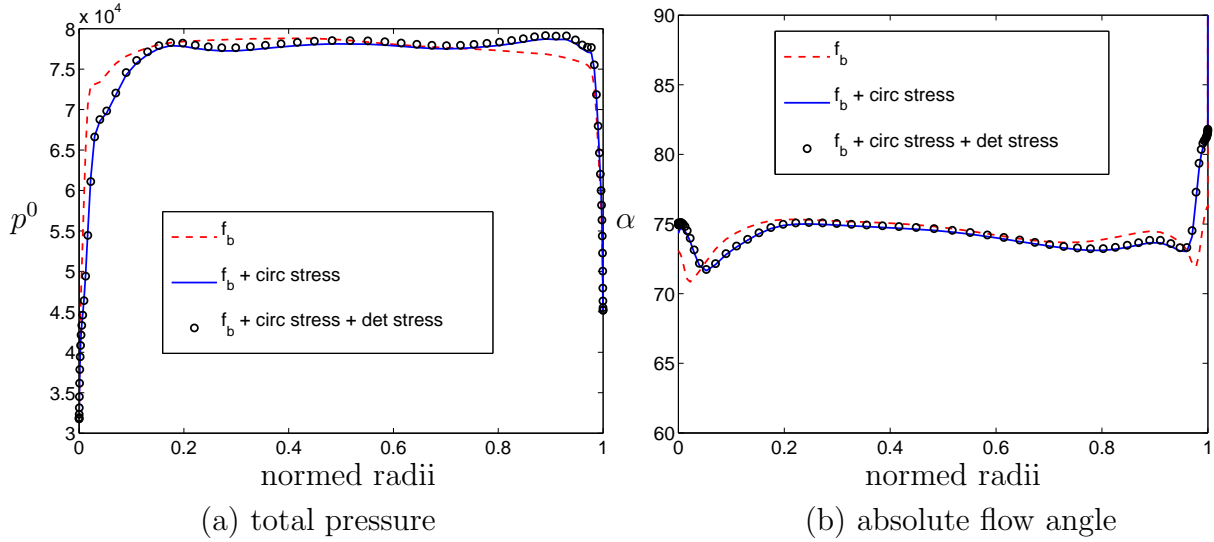 x 10⁴
8
7.5
7
6.5
6
5.5
5
4.5
4
3.5
3
p⁰
0
0.2
0.4
0.6
0.8
1
normed radii
f_b
f_b + circ stress
f_b + circ stress + det stress
(a) total pressure
90
85
80
75
70
65
60
α
0
0.2
0.4
0.6
0.8
1
normed radii
f_b
f_b + circ stress
f_b + circ stress + det stress
(b) absolute flow angle